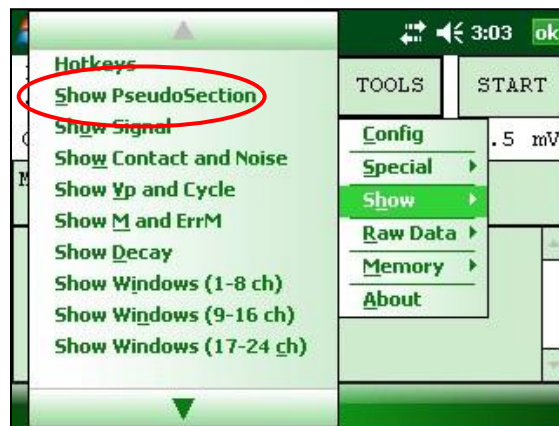 3:03 ok
Hotkeys
Show PseudoSection
Show Signal
Show Contact and Noise
Show Vp and Cycle
Show M and ErrM
Show Decay
Show Windows (1-8 ch)
Show Windows (9-16 ch)
Show Windows (17-24 ch)
TOOLS START
.5 mV
Config
Special
Show
Raw Data
Memory
About